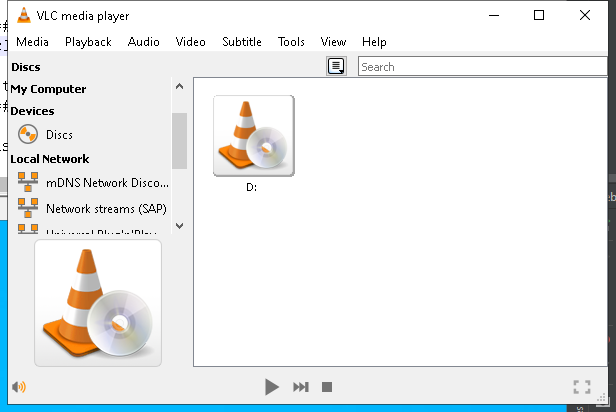 VLC media player
Media Playback Audio Video Subtitle Tools View Help
Discs
Search
My Computer
Devices
Discs
Local Network
mDNS Network Disco...
Network streams (SAP)
D: